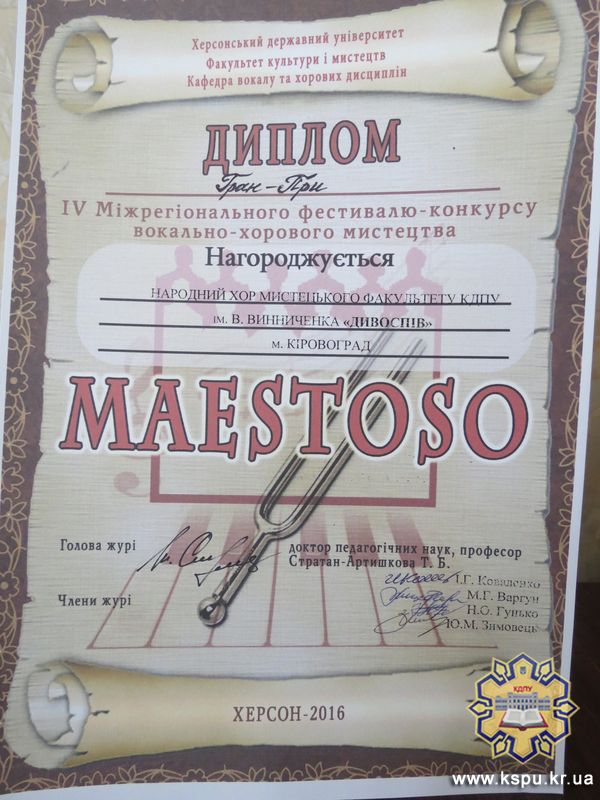 Херсонський державний університет
Факультет культури і мистецтв
Кафедра вокалу та хорових дисциплін
ДИПЛОМ
Гран-Прі
IV Міжрегіонального фестивалю-конкурсу
вокально-хорового мистецтва
Нагороджується
НАРОДНИЙ ХОР МИСТЕЦЬКОГО ФАКУЛЬТЕТУ КДПУ
ім. В. ВИННИЧЕНКА «ДИВОСПІВ»
м. КІРОВОГРАД
MAESTOSO
Голова журі
доктор педагогічних наук, професор
Стратан-Артишкова Т. Б.
Члени журі
І.Г. Коваленко
М.Г. Варгун
Н.О. Гунько
Ю.М. Зимовець
ХЕРСОН-2016
КДПУ
www.kspu.kr.ua